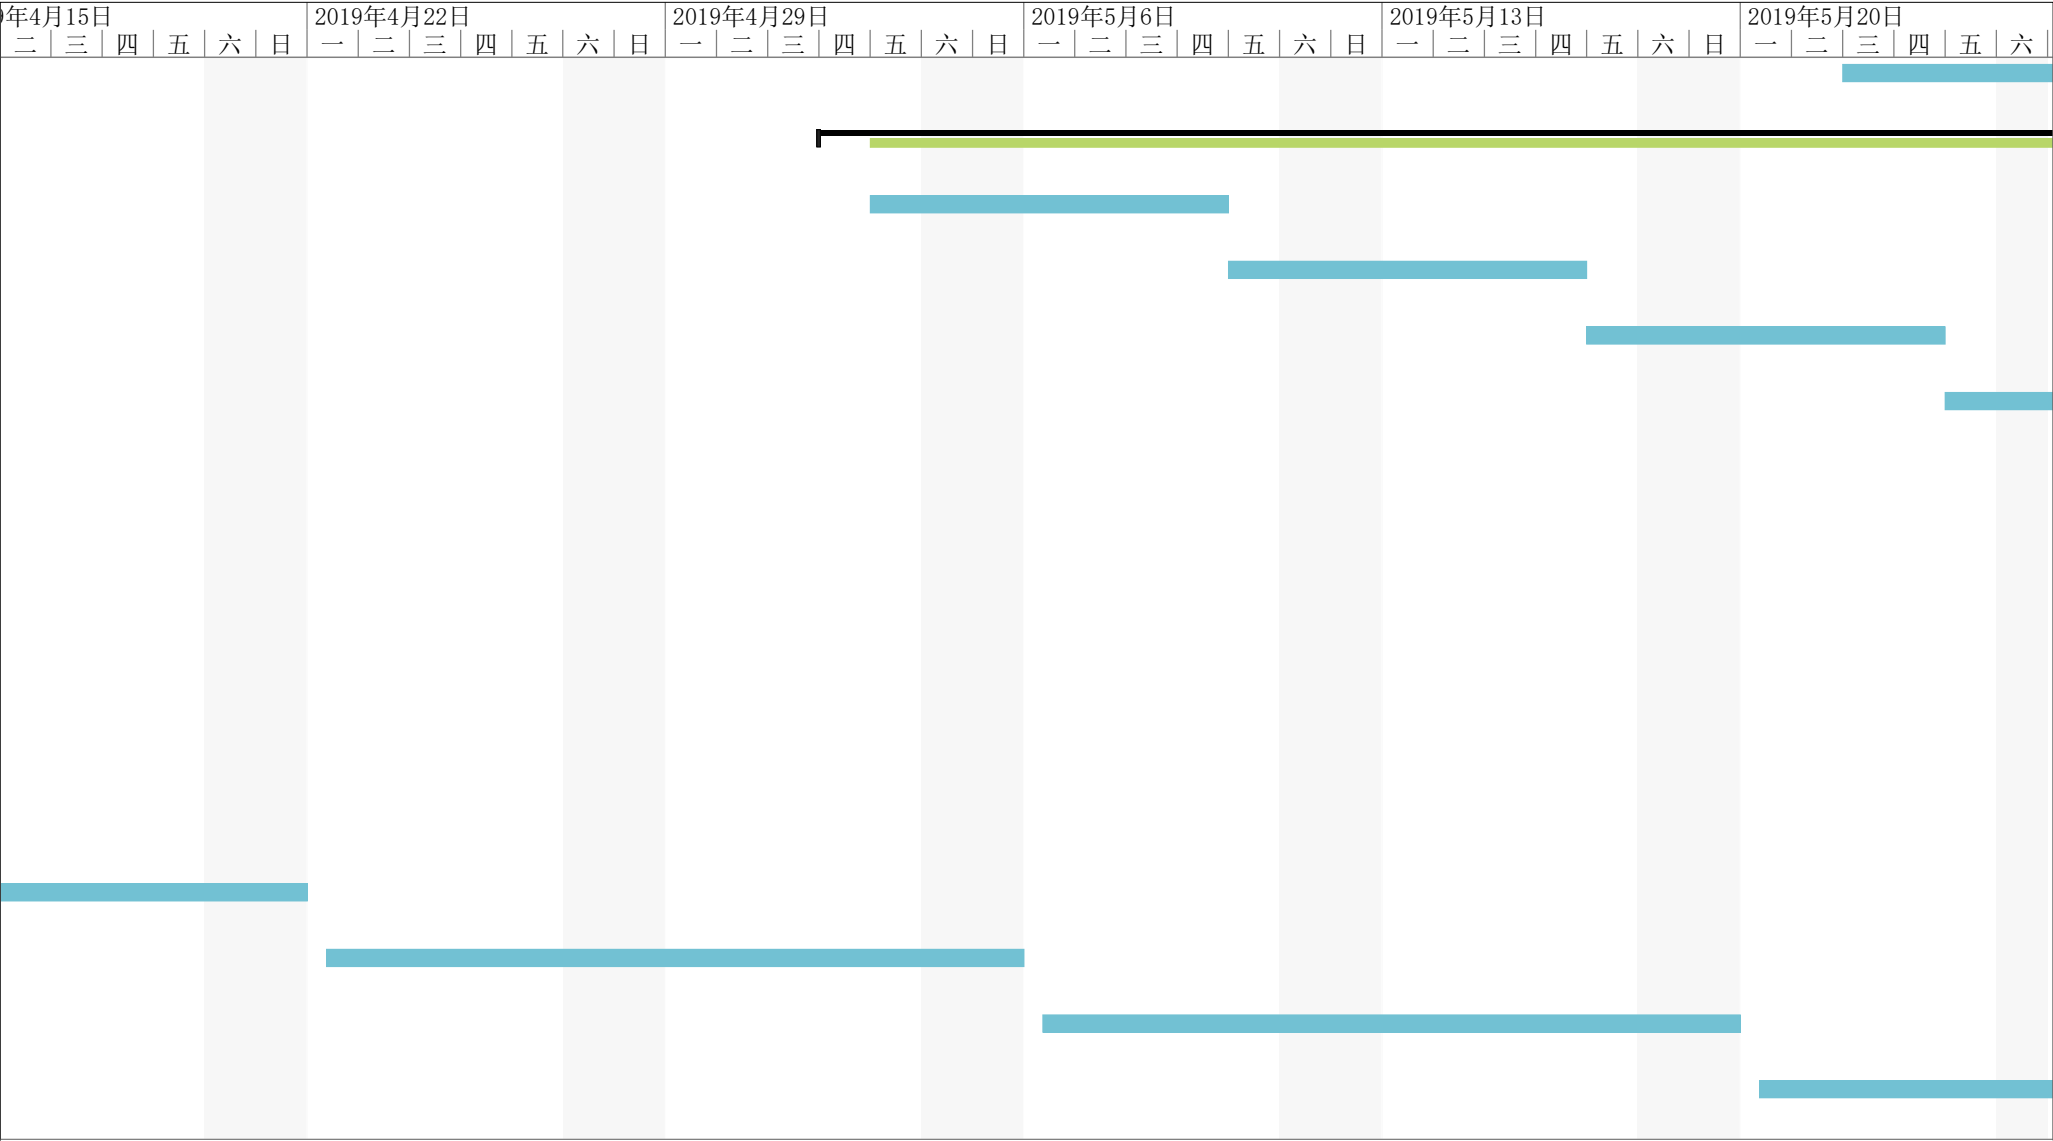 年4月15日 2019年4月22日 2019年4月29日 2019年5月6日 2019年5月13日 2019年5月20日
二 三 四 五 六 日 一 二 三 四 五 六 日 一 二 三 四 五 六 日 一 二 三 四 五 六 日 一 二 三 四 五 六 日 一 二 三 四 五 六